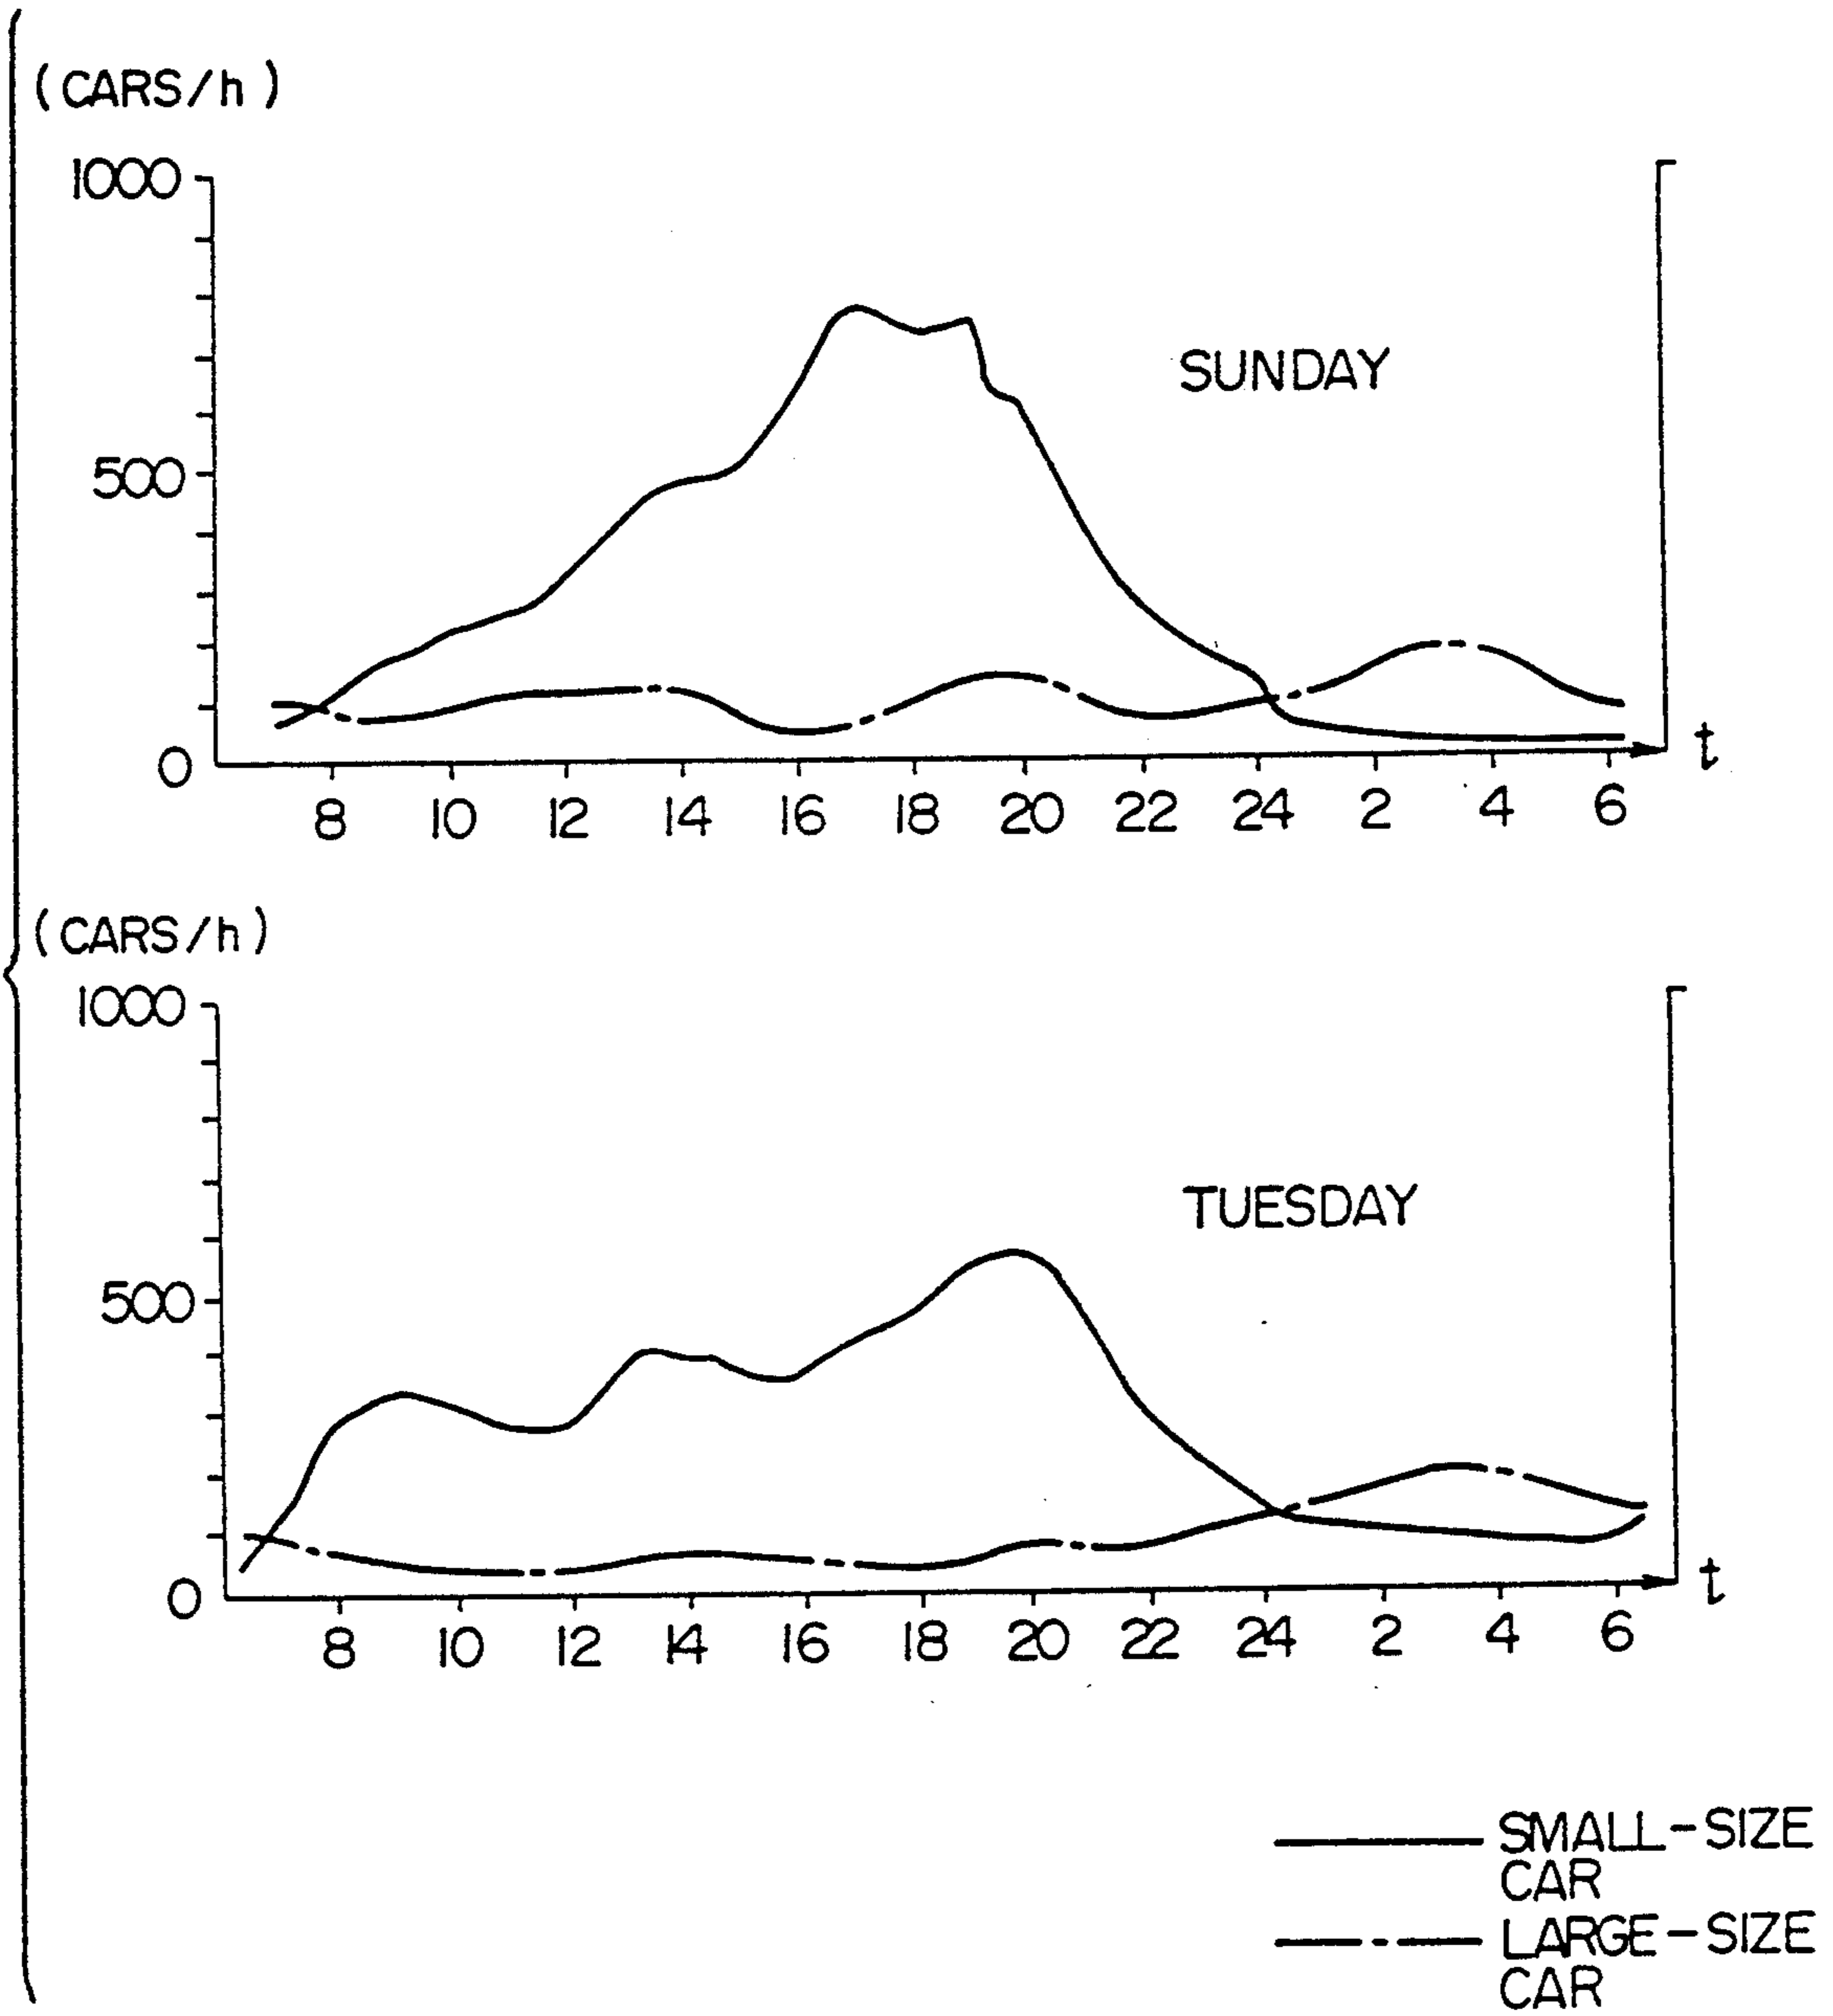 (CARS/h)
1000
500
0
SUNDAY
8 10 12 14 16 18 20 22 24 2 4 6
t
(CARS/h)
1000
500
0
TUESDAY
8 10 12 14 16 18 20 22 24 2 4 6
t
SMALL-SIZE
CAR
LARGE-SIZE
CAR